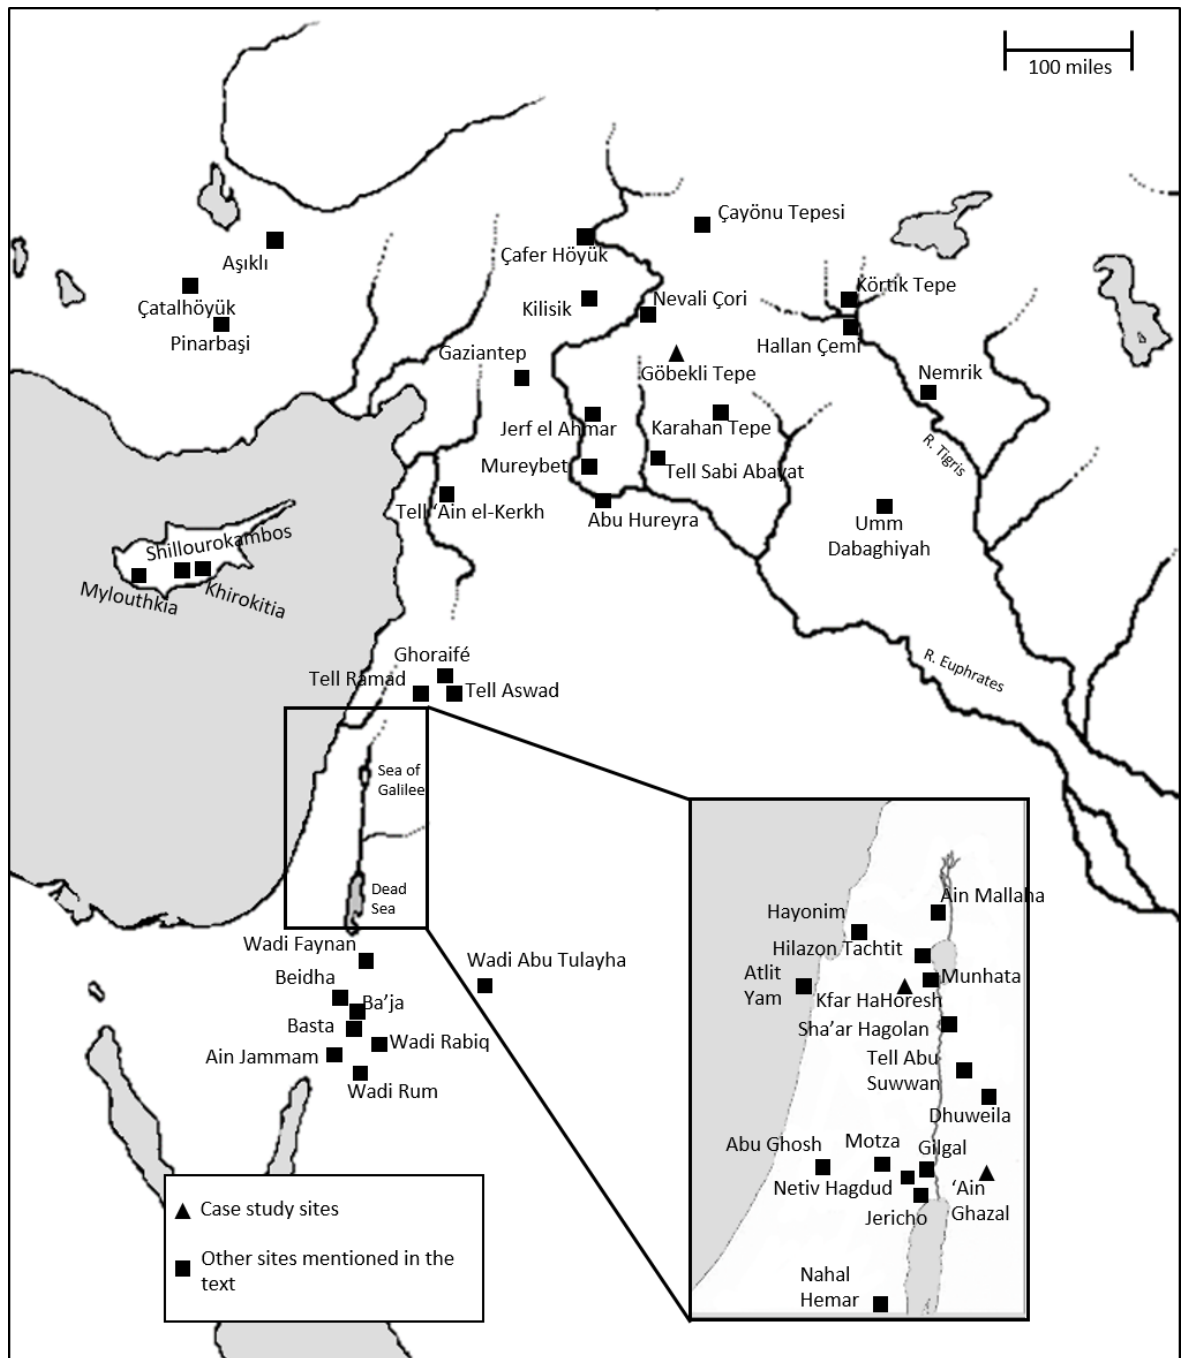 100 miles
Çayönu Tepesi
Çafer Höyük
Aşıklı
Körtik Tepe
Çatalhöyük
Kilisik
Nevali Çori
Pinarbaşi
Hallan Çemi
Gaziantep
Göbekli Tepe
Nemrik
Jerf el Ahmar
Karahan Tepe
R. Tigris
Mureybet
Tell Sabi Abayat
Tell ‘Ain el-Kerkh
Abu Hureyra
Umm
Dabaghiyah
Shillourokambos
Mylouthkia
Khirokitia
Ghoraifé
Tell Ramad
Tell Aswad
R. Euphrates
Sea of
Galilee
Dead
Sea
Wadi Faynan
Wadi Abu Tulayha
Beidha
Ba’ja
Basta
Wadi Rabiq
Ain Jammam
Wadi Rum
Ain Mallaha
Hayonim
Hilazon Tachtit
Atlit
Yam
Munhata
Kfar HaHoresh
Sha’ar Hagolan
Tell Abu
Suwwan
Dhuweila
Abu Ghosh
Motza
Gilgal
Netiv Hagdud
‘Ain
Ghazal
Jericho
Nahal
Hemar
Case study sites
Other sites mentioned in the
text